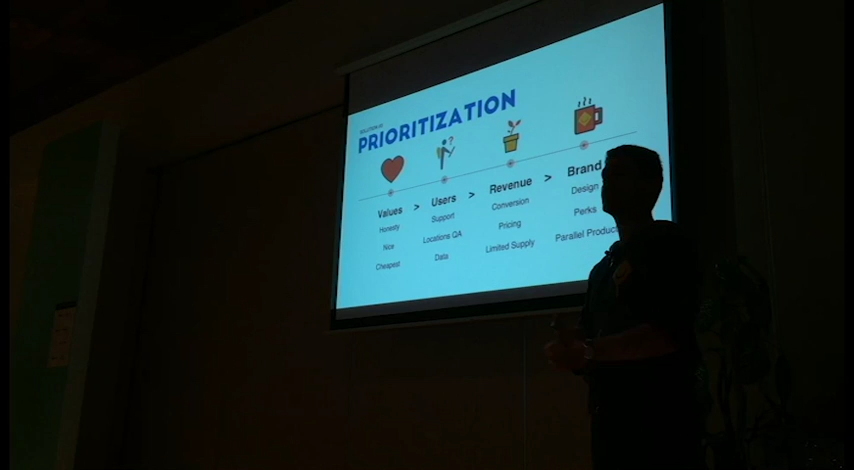 PRIORITIZATION
Values > Users > Revenue > Brand
Honesty Support Conversion Design
Nice Locations QA Pricing Perks
Cheapest Data Limited Supply Parallel Produc
?